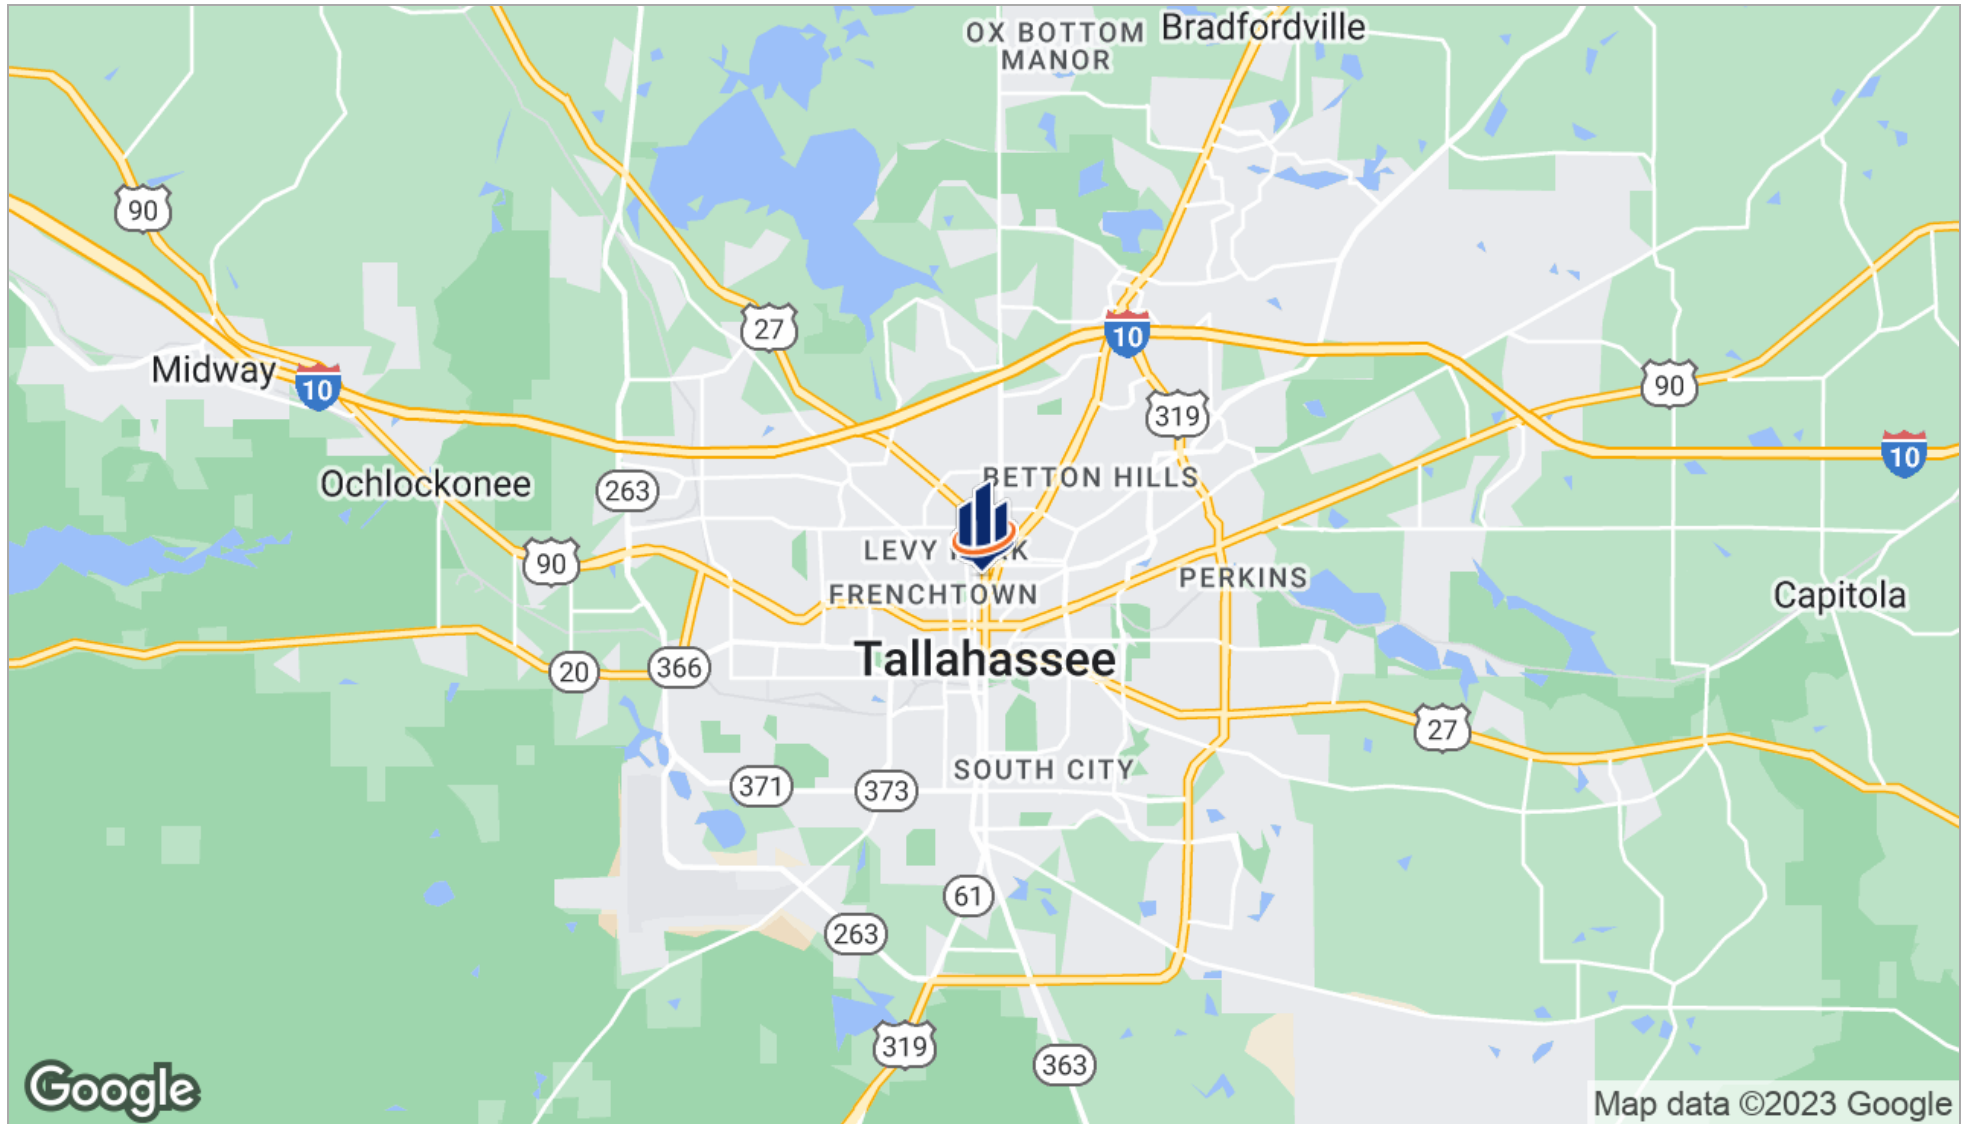 OX BOTTOM
MANOR
Bradfordville
90
27
10
Midway
10
319
90
10
BETTON HILLS
Ochlockonee
263
LEVY
90
PERKINS
FRENCHTOWN
Capitola
Tallahassee
20
366
27
SOUTH CITY
371
373
61
263
319
363
Google
Map data ©2023 Google